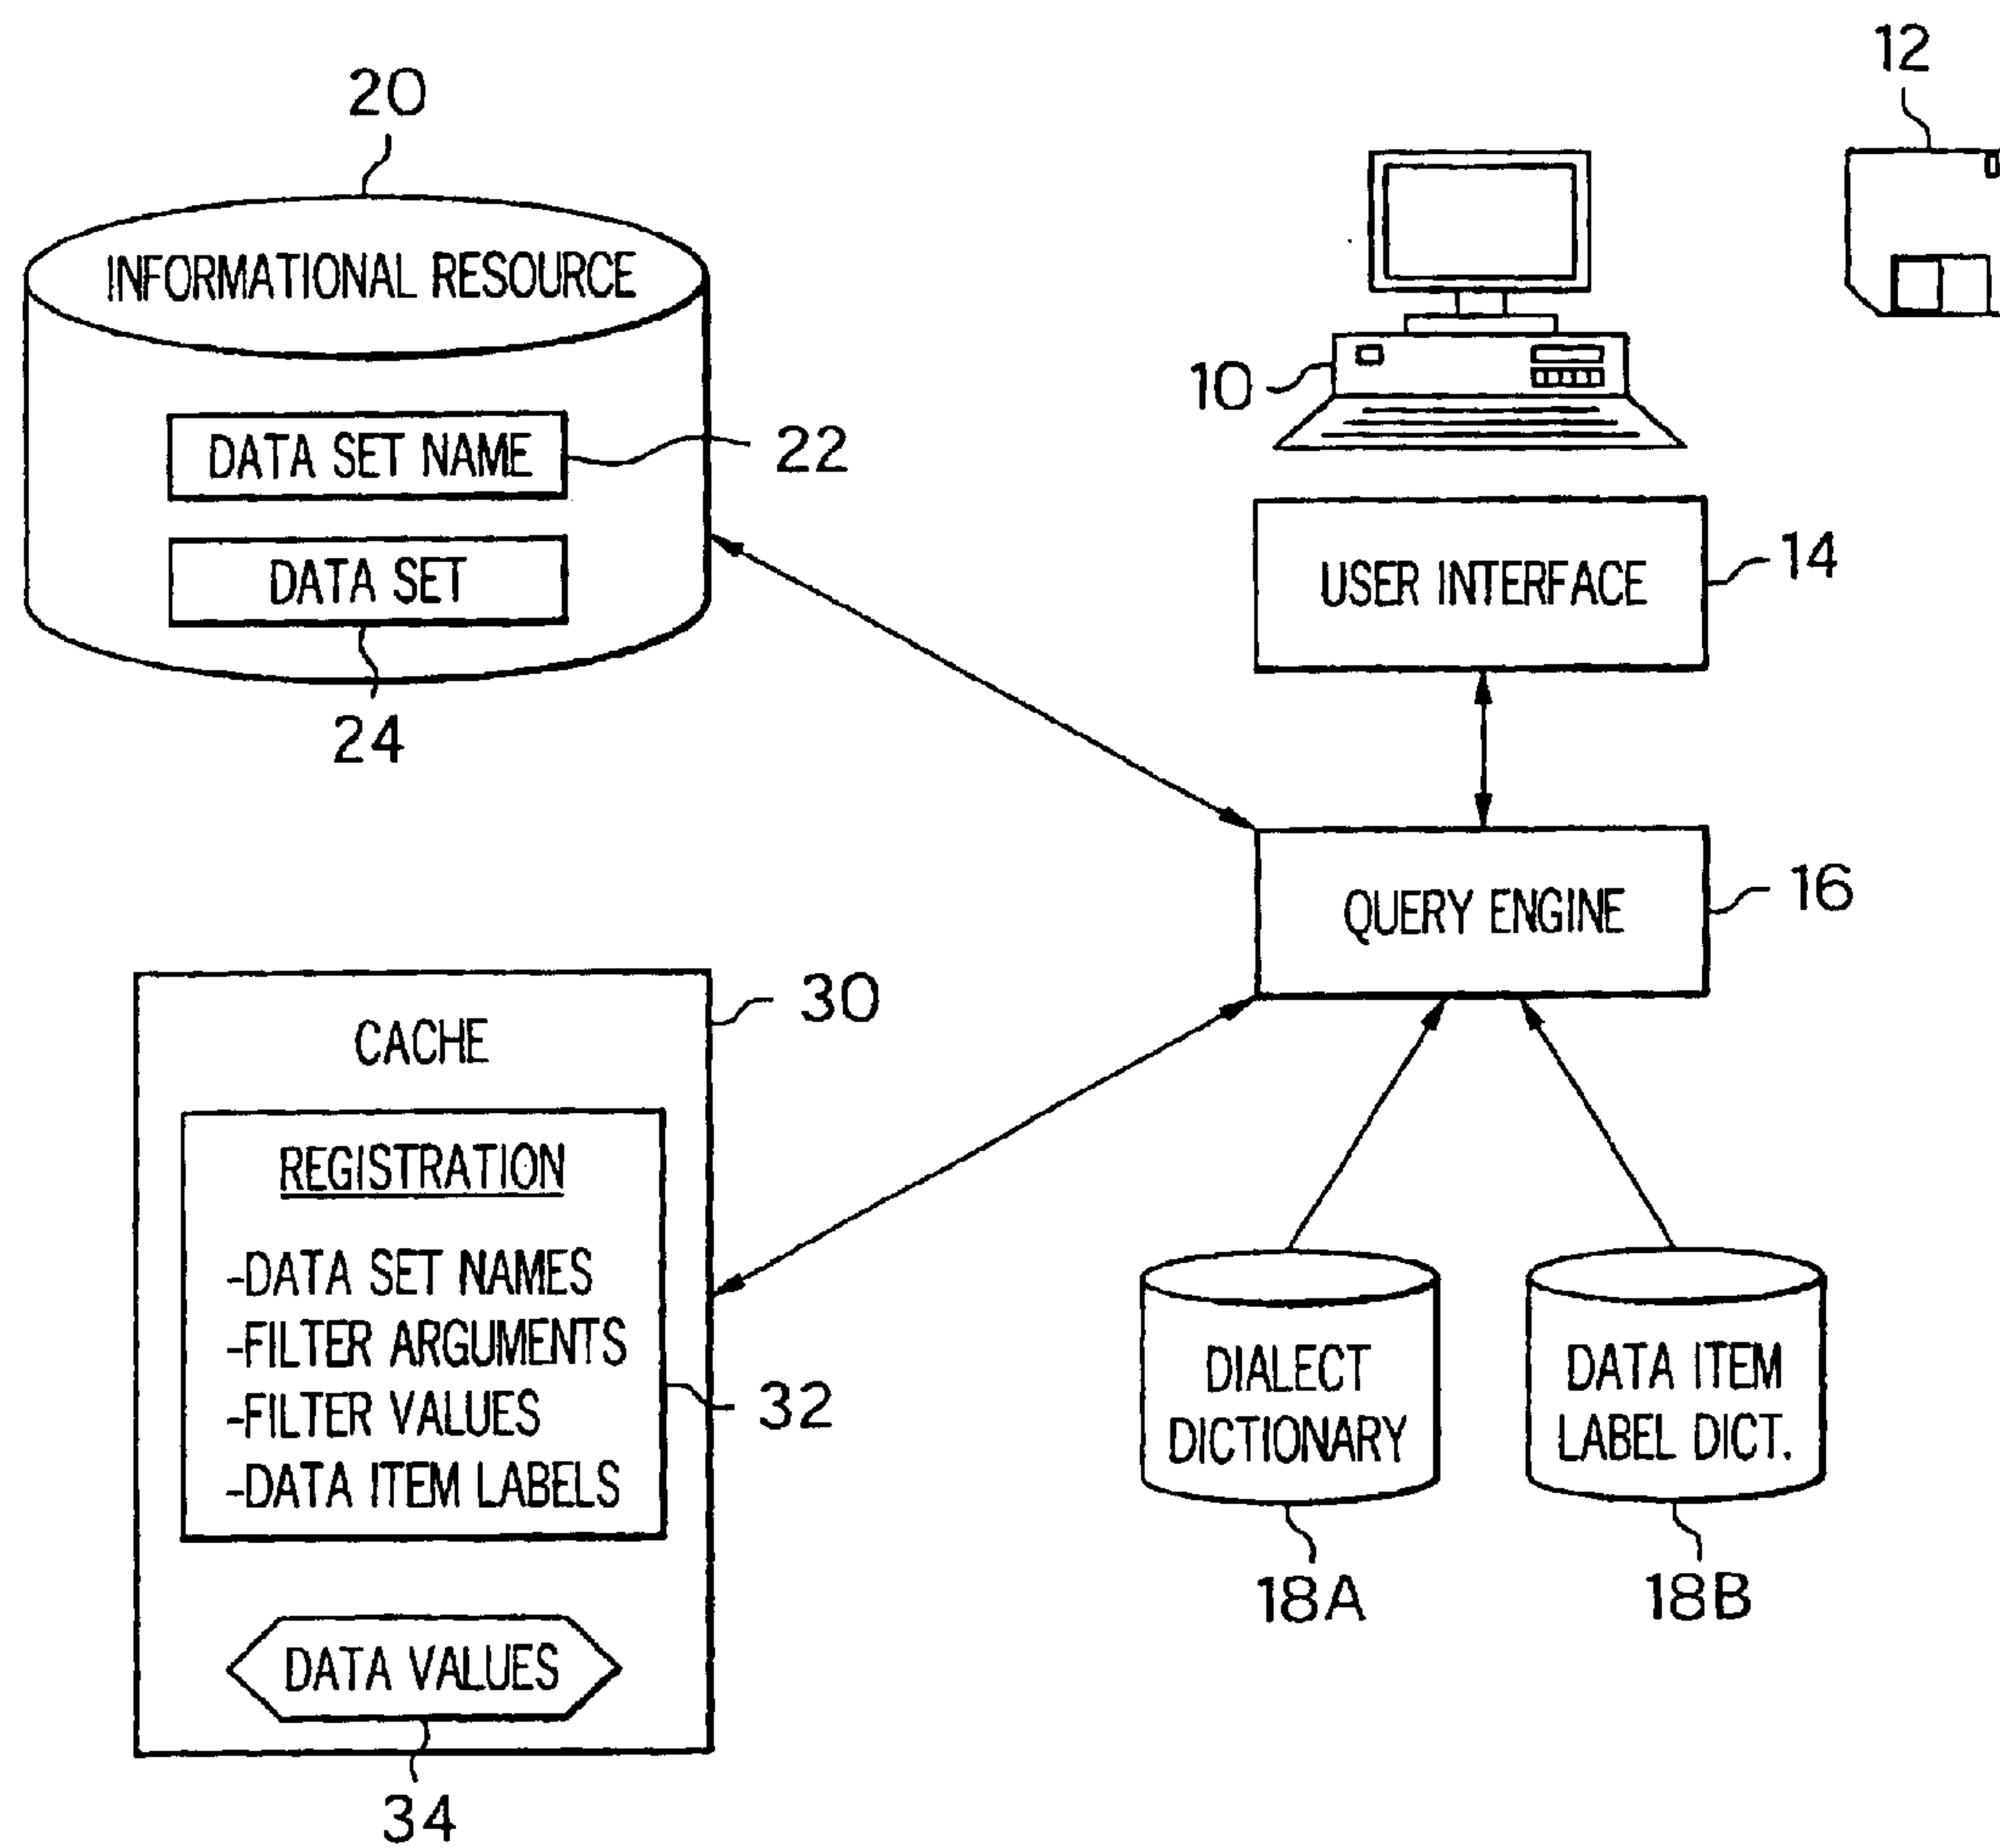 20
INFORMATIONAL RESOURCE
DATA SET NAME
22
DATA SET
24
12
10
USER INTERFACE
14
QUERY ENGINE
16
CACHE
30
REGISTRATION
-DATA SET NAMES
-FILTER ARGUMENTS
-FILTER VALUES
-DATA ITEM LABELS
32
DATA VALUES
34
DIALECT
DICTIONARY
18A
DATA ITEM
LABEL DICT.
18B